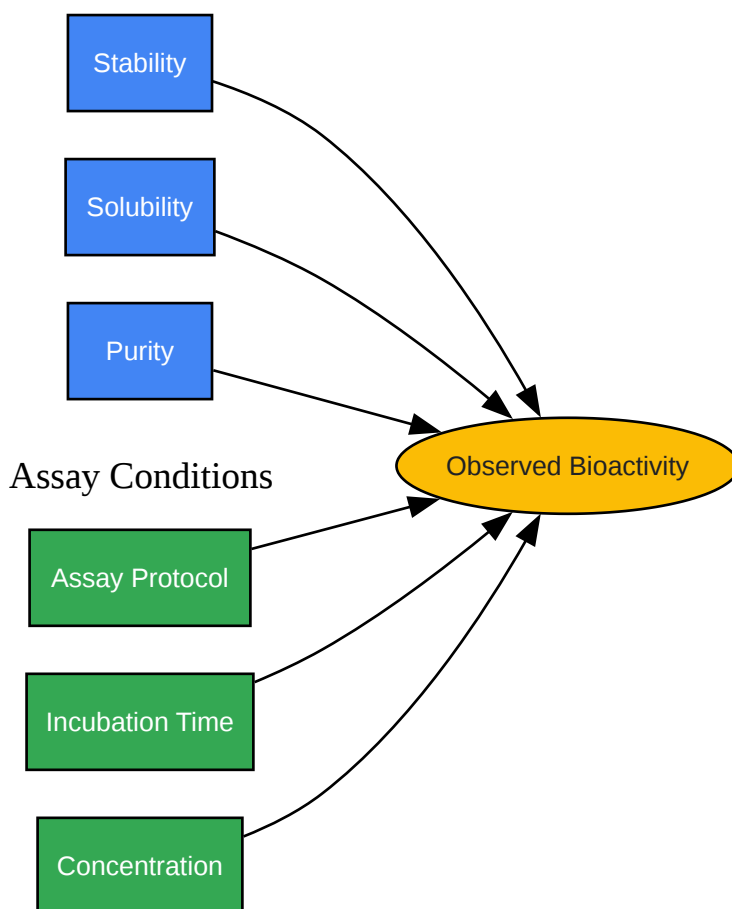 Stability
Solubility
Purity
Observed Bioactivity
Assay Conditions
Assay Protocol
Incubation Time
Concentration